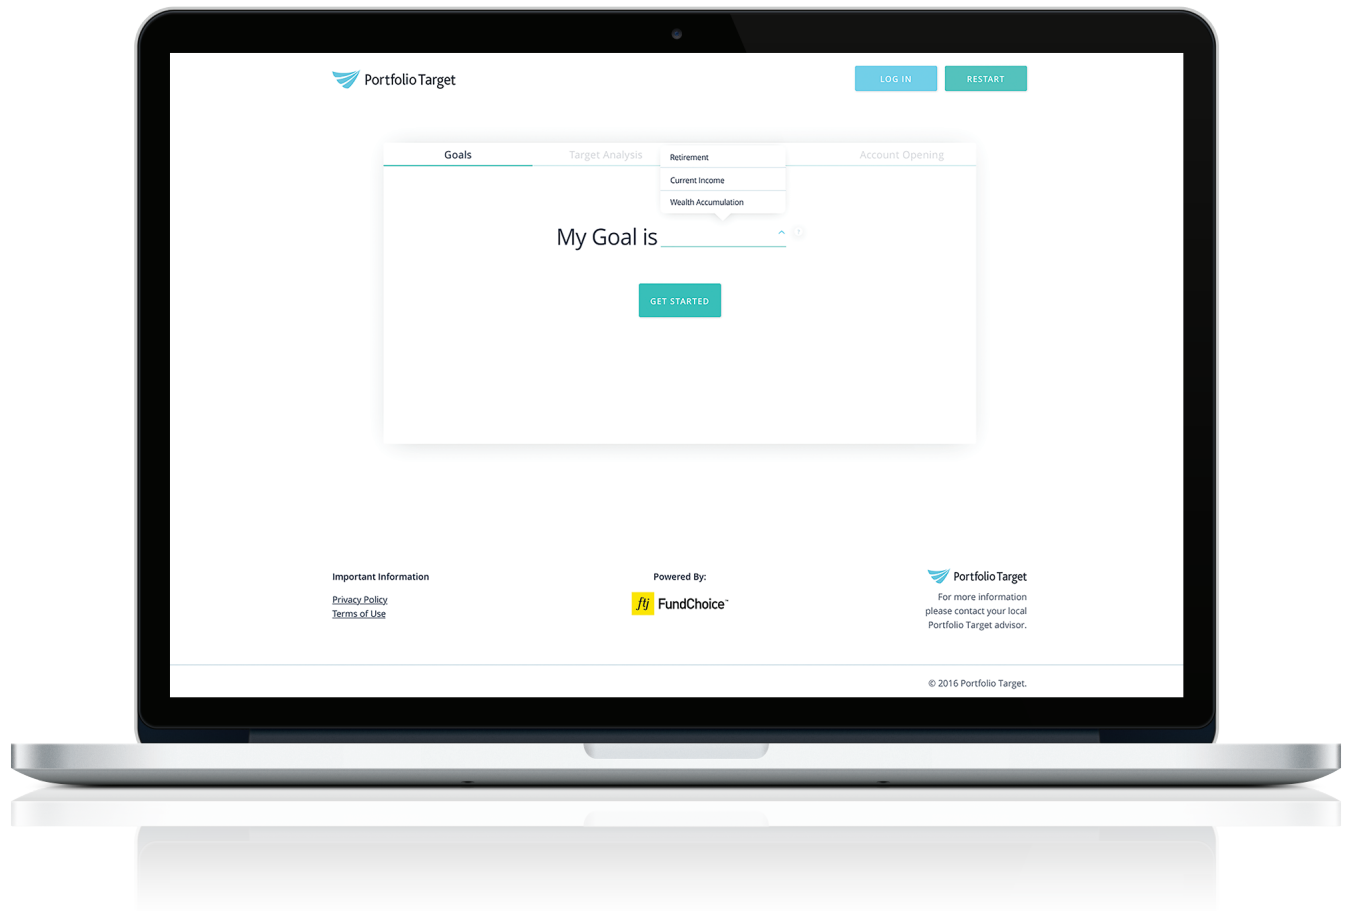 Portfolio Target
LOG IN
RESTART
Goals
Target Analysis
Account Opening
Retirement
Current Income
Wealth Accumulation
My Goal is
?
GET STARTED
Important Information
Privacy Policy
Terms of Use
Powered By:
ftj FundChoice™
Portfolio Target
For more information
please contact your local
Portfolio Target advisor.
© 2016 Portfolio Target.